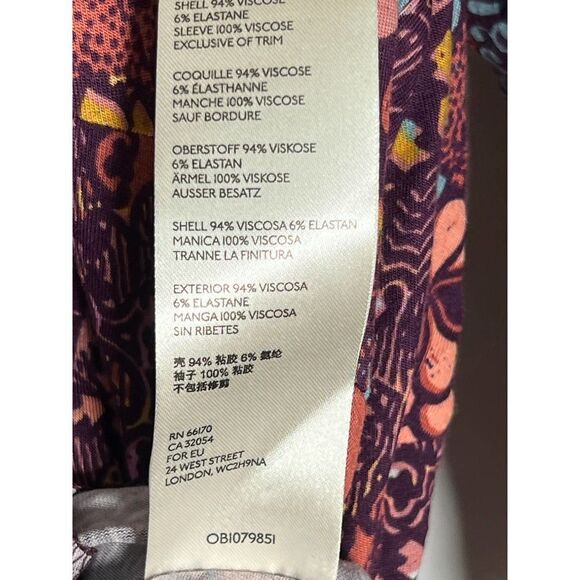 SHELL 94% VISCOSE
6% ELASTANE
SLEEVE 100% VISCOSE
EXCLUSIVE OF TRIM
COQUILLE 94% VISCOSE
6% ÉLASTHANNE
MANCHE 100% VISCOSE
SAUF BORDURE
OBERSTOFF 94% VISKOSE
6% ELASTAN
ÄRMEL 100% VISKOSE
AUSSER BESATZ
SHELL 94% VISCOSA 6% ELASTAN
MANICA 100% VISCOSA
TRANNE LA FINITURA
EXTERIOR 94% VISCOSA
6% ELASTANE
MANGA 100% VISCOSA
SIN RIBETES
壳 94% 粘胶 6% 氨纶
袖子 100% 粘胶
不包括修剪
RN 66170
CA 32054
FOR EU
24 WEST STREET
LONDON, WC2H9NA
OB1079851